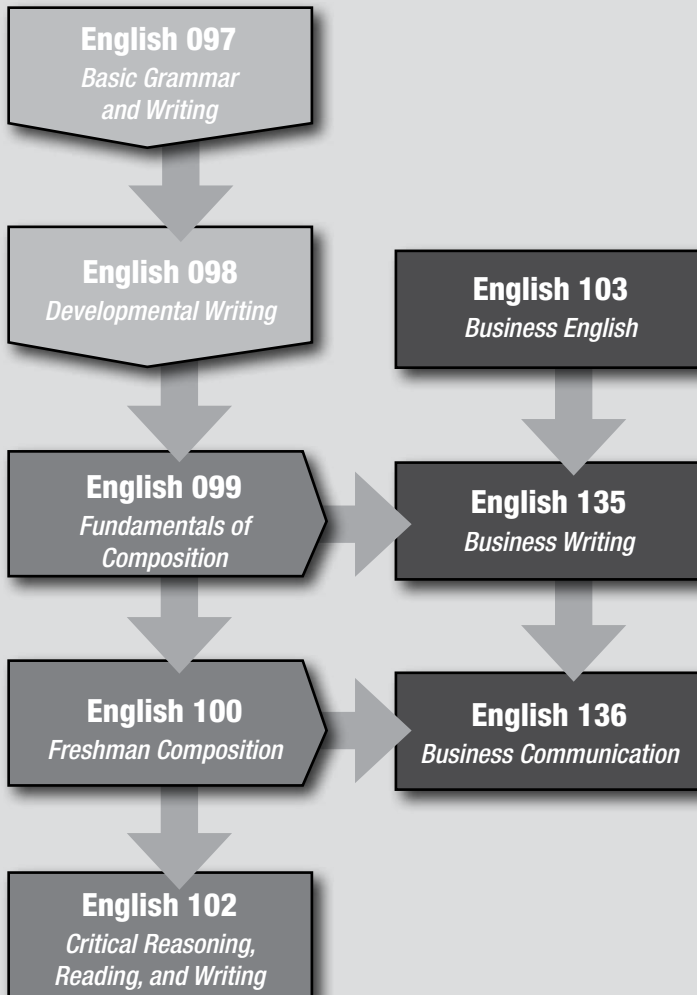 English 097
Basic Grammar
and Writing
English 098
Developmental Writing
English 103
Business English
English 099
Fundamentals of
Composition
English 135
Business Writing
English 100
Freshman Composition
English 136
Business Communication
English 102
Critical Reasoning,
Reading, and Writing